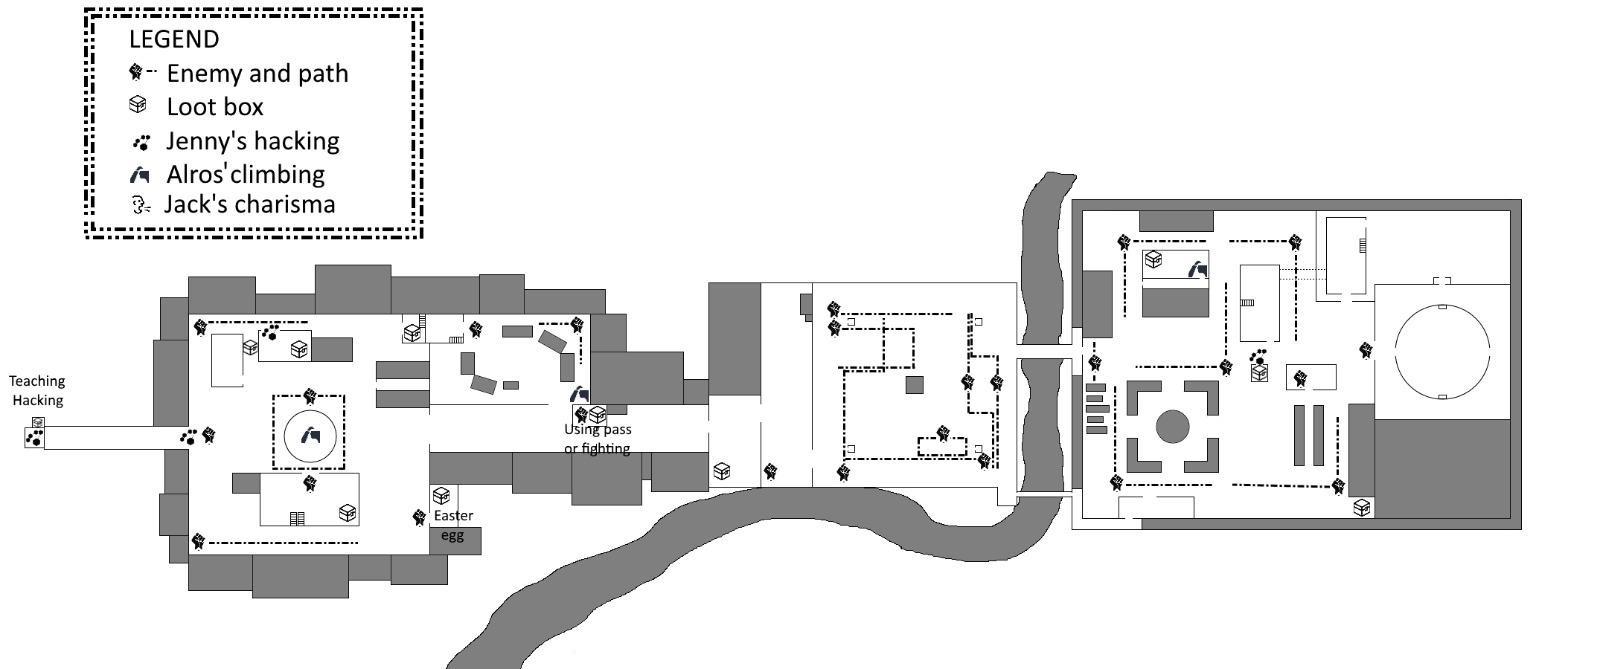 LEGEND
Enemy and path
Loot box
Jenny's hacking
Alros'climbing
Jack's charisma
Teaching
Hacking
Using pass
or fighting
Easter
egg